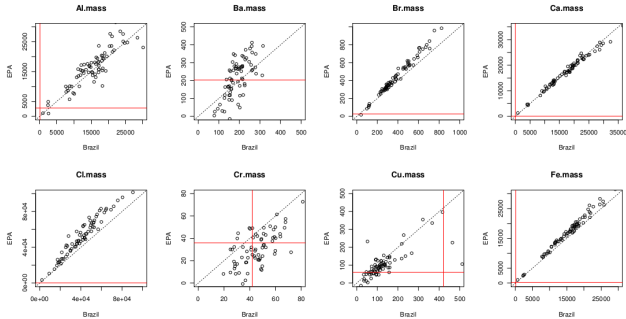 Al.mass
Ba.mass
Br.mass
Ca.mass
EPA
5000
15000
25000
EPA
0
100
200
300
400
500
EPA
0
200
400
600
800
EPA
0
10000
20000
30000
5000
15000
25000
0
100
200
300
400
500
0
200
400
600
800
1000
0
5000
15000
25000
35000
Brazil
Brazil
Brazil
Brazil
Cl.mass
Cr.mass
Cu.mass
Fe.mass
EPA
0e+00
4e+04
8e+04
EPA
0
20
40
60
80
EPA
0
100
200
300
400
500
EPA
0
5000
15000
25000
0e+00
4e+04
8e+04
0
20
40
60
80
0
100
200
300
400
500
0
5000
15000
25000
Brazil
Brazil
Brazil
Brazil